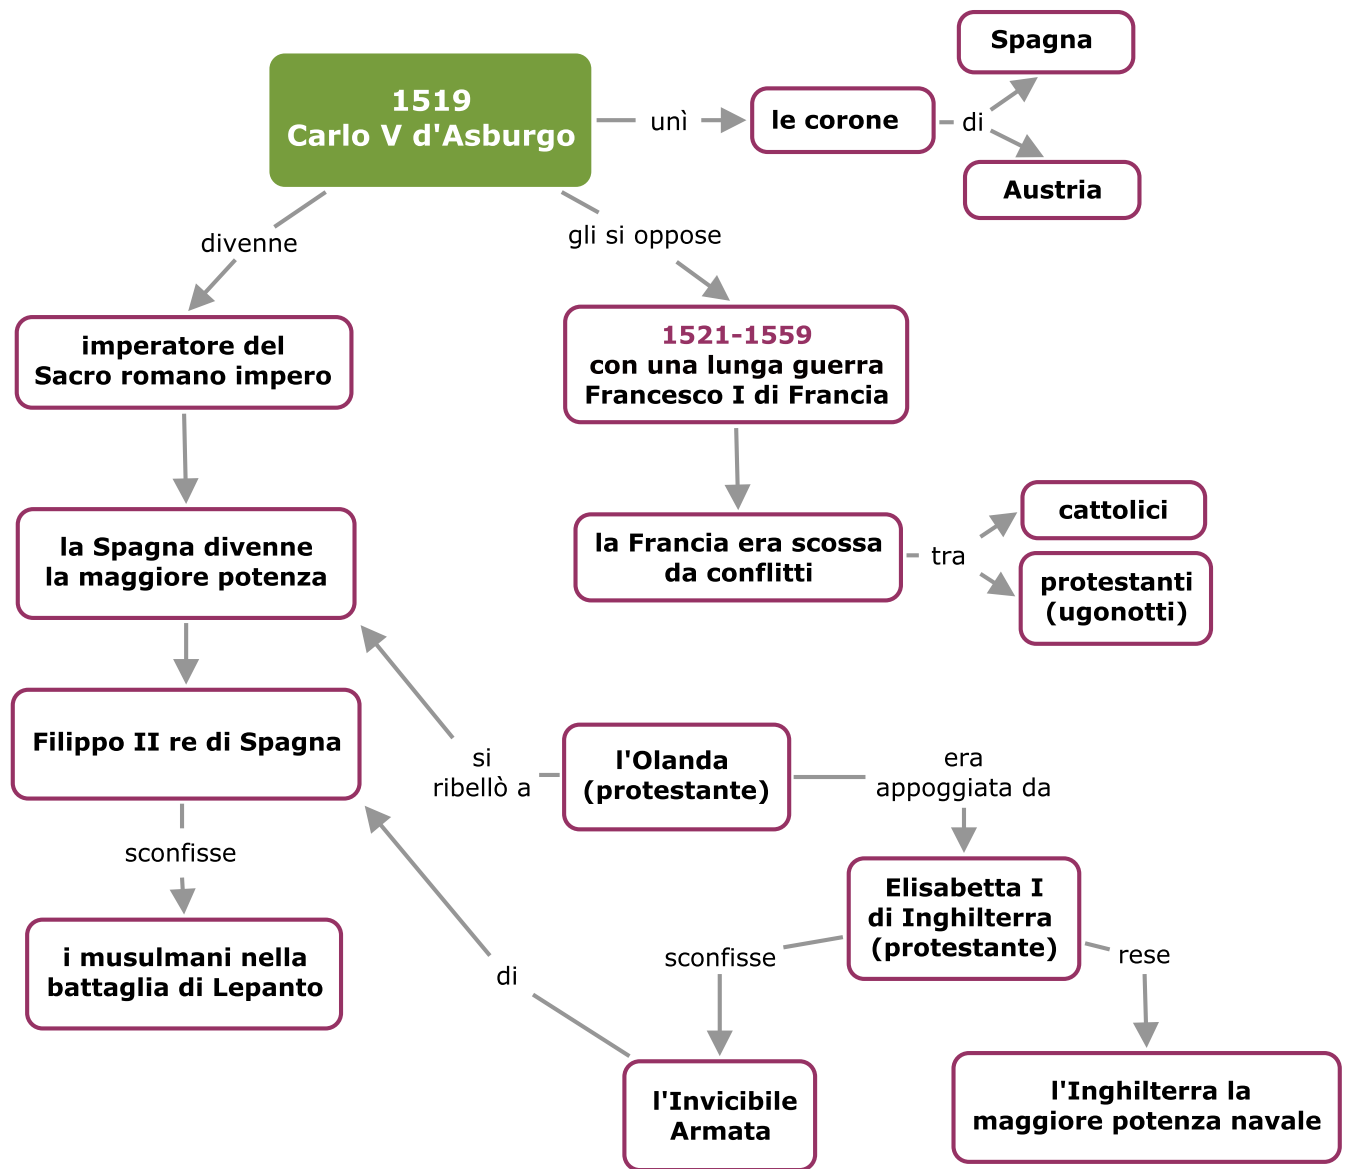 1519
Carlo V d'Asburgo
unì
le corone
di
Spagna
Austria
divenne
gli si oppose
imperatore del
Sacro romano impero
1521-1559
con una lunga guerra
Francesco I di Francia
la Spagna divenne
la maggiore potenza
la Francia era scossa
da conflitti
tra
cattolici
protestanti
(ugonotti)
Filippo II re di Spagna
si
ribellò a
l'Olanda
(protestante)
era
appoggiata da
sconfisse
i musulmani nella
battaglia di Lepanto
Elisabetta I
di Inghilterra
(protestante)
sconfisse
rese
di
l'Invicibile
Armata
l'Inghilterra la
maggiore potenza navale